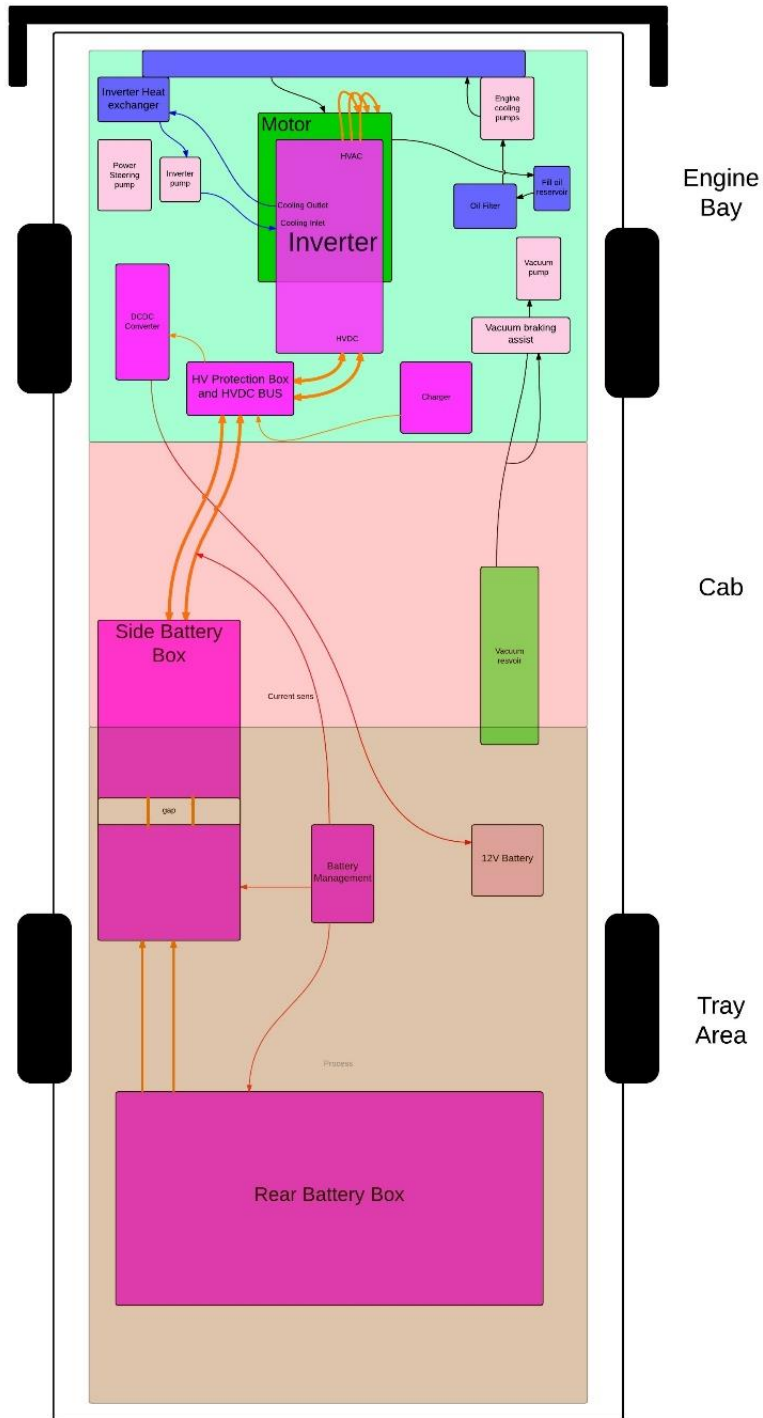 Inverter Heat
exchanger
Motor
HVAC
Engine
cooling
pumps
Power
Steering
pump
Inverter
pump
Fill oil
reservoir
Oil Filter
Engine
Bay
Cooling Outlet
Cooling Inlet
Inverter
Vacuum
pump
DCDC
Converter
Vacuum braking
assist
HVDC
HV Protection Box
and HVDC BUS
Charger
Cab
Side Battery
Box
Vacuum
resvoir
Current sens
gap
Battery
Management
12V Battery
Tray
Area
Process
Rear Battery Box